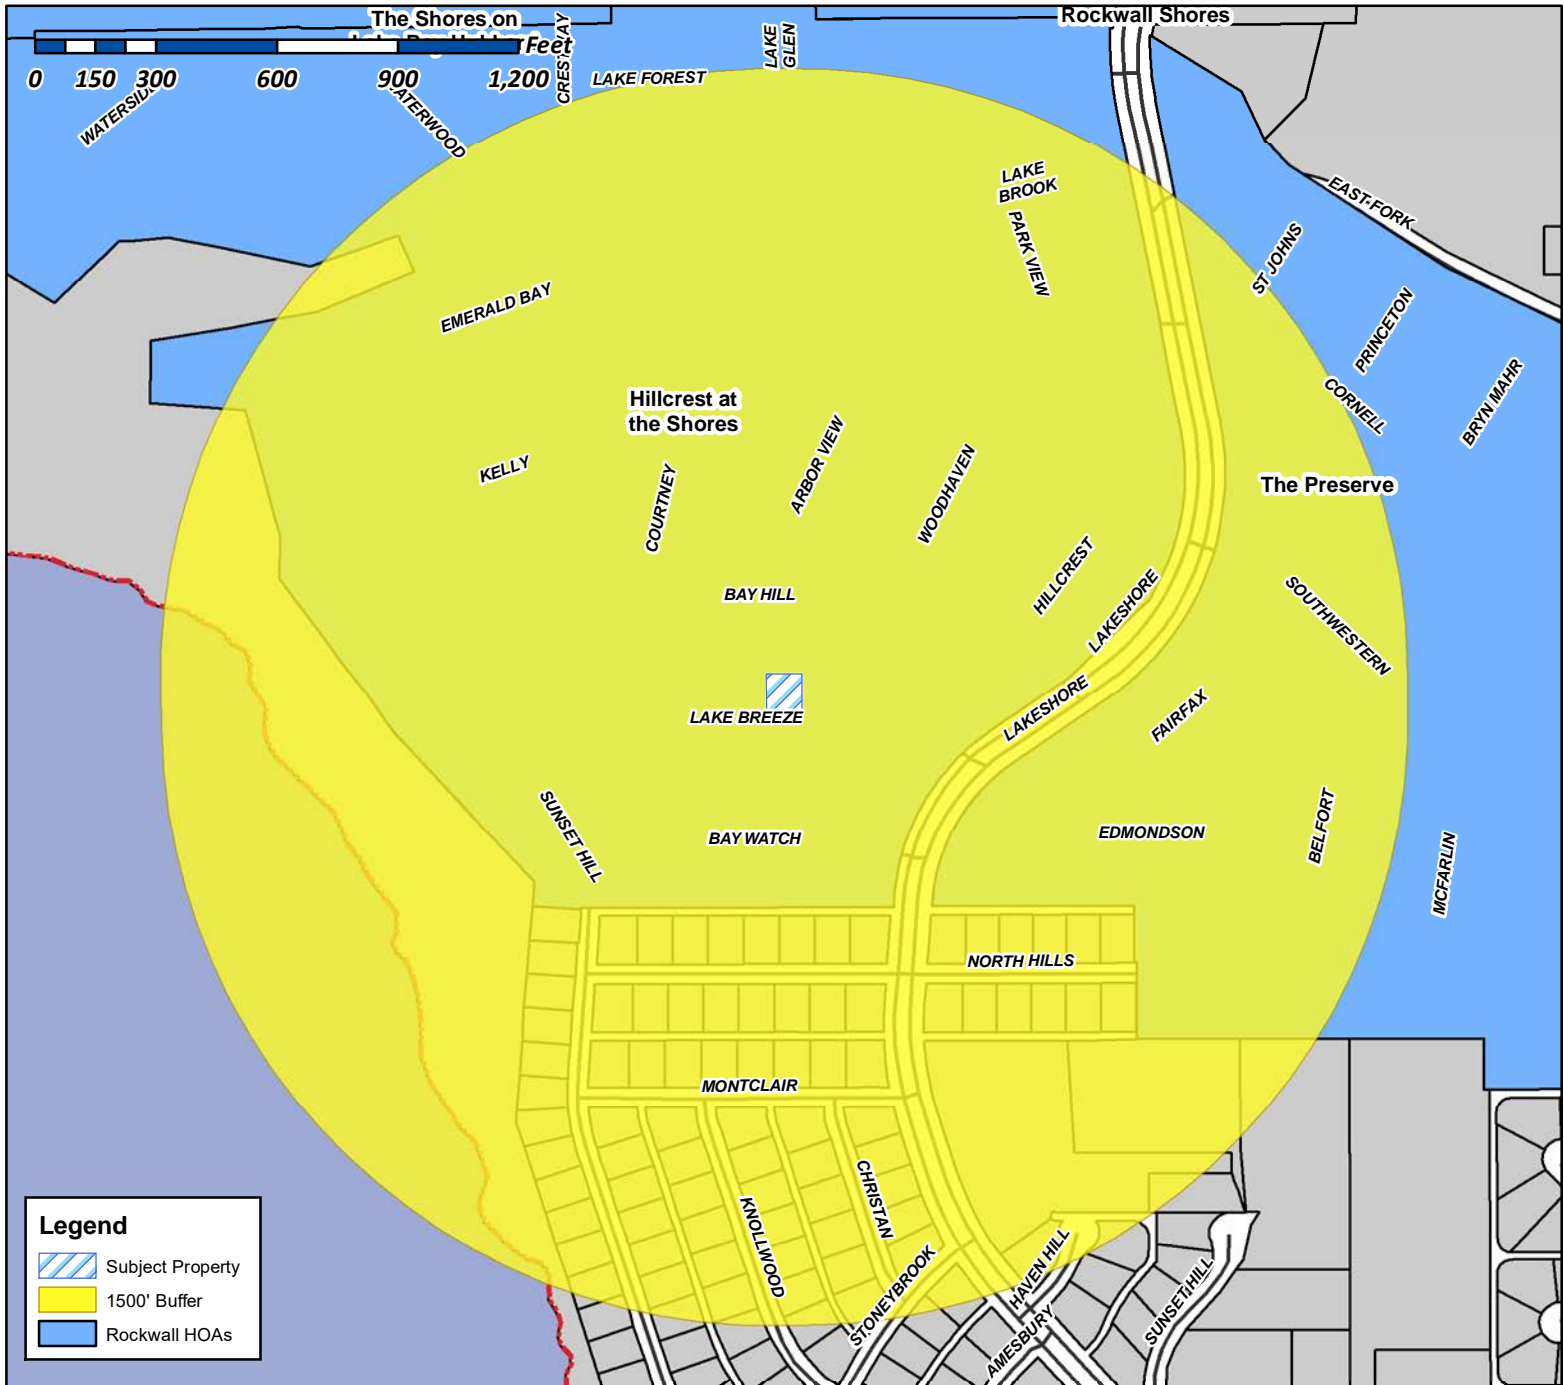 The Shores on
Rockwall Shores
Feet
0 150 300 600 900 1,200
CRESTWAY
LAKE
GLEN
LAKE FOREST
LAKE
BROOK
PARK VIEW
EAST FORK
ST JOHNS
PRINCETON
CORNELL
BRYN MAHR
EMERALD BAY
Hillcrest at
the Shores
KELLY
COURTNEY
ARBOR VIEW
WOODHAVEN
The Preserve
BAY HILL
HILLCREST
LAKESHORE
SOUTHWESTERN
LAKESHORE
FAIRFAX
LAKE BREEZE
SUNSET HILL
BAY WATCH
EDMONDSON
BELFORT
MCFARLIN
NORTH HILLS
MONTCLAIR
CHRISTAN
KNOLLWOOD
STONEYBROOK
HAVEN HILL
AMESBURY
SUNSET HILL
Legend
Subject Property
1500' Buffer
Rockwall HOAs